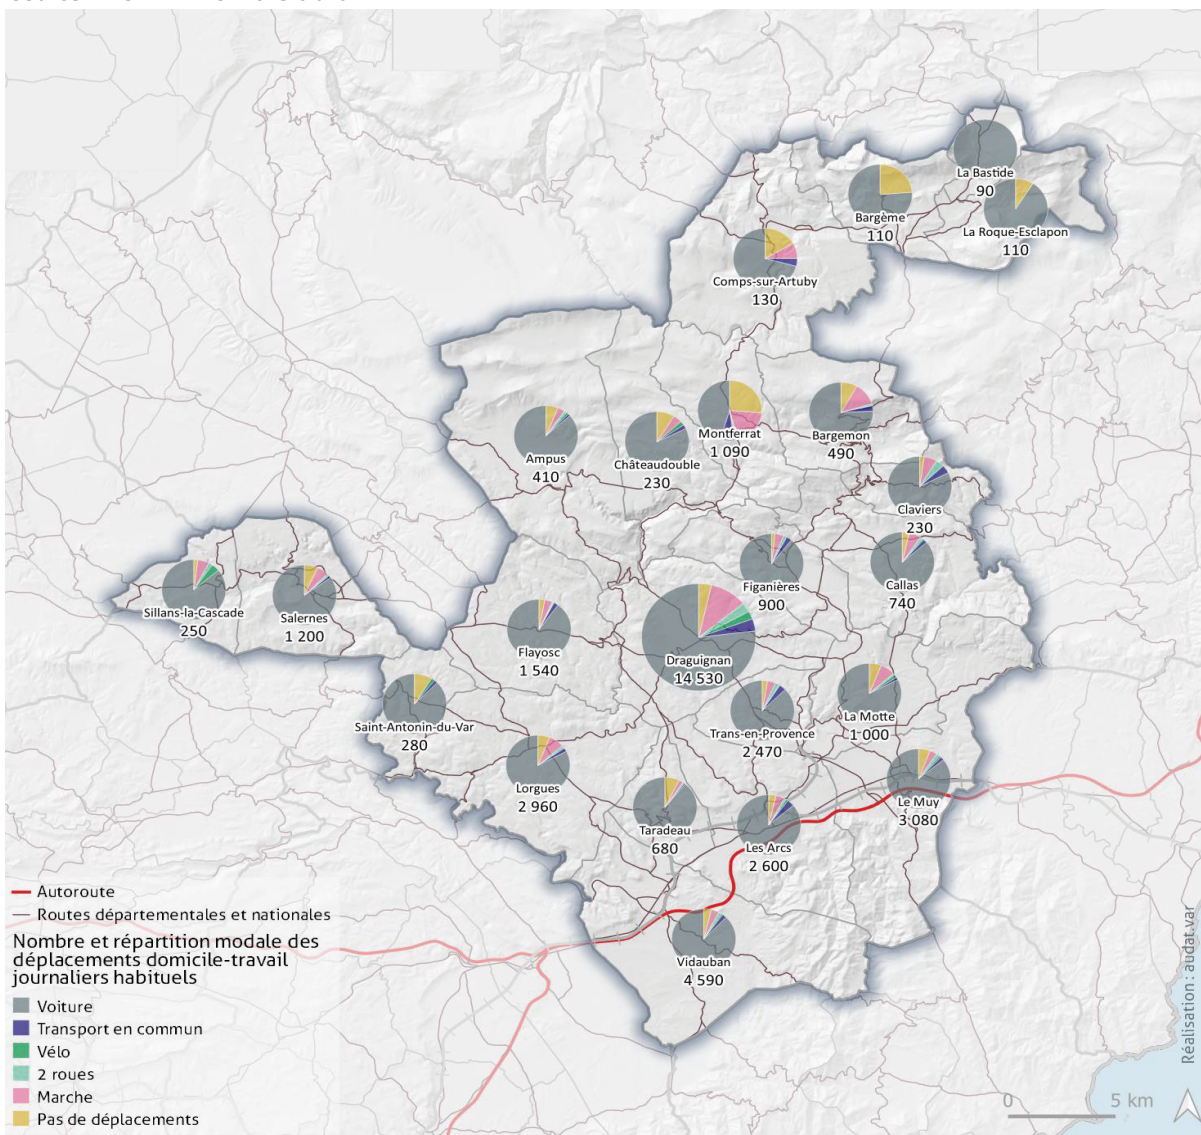 La Bastide
90
Bargème
110
La Roque-Esclapon
110
Comps-sur-Artuby
130
Montferrat
1 090
Bargemon
490
Ampus
410
Châteaudouble
230
Claviers
230
Figanières
900
Callas
740
Sillans-la-Cascade
250
Salernes
1 200
Flayosc
1 540
Draguignan
14 530
Saint-Antonin-du-Var
280
Trans-en-Provence
2 470
La Motte
1 000
Lorgues
2 960
Taradeau
680
Les Arcs
2 600
Le Muy
3 080
Vidauban
4 590
Autoroute
Routes départementales et nationales
Nombre et répartition modale des
déplacements domicile-travail
journaliers habituels
Voiture
Transport en commun
Vélo
2 roues
Marche
Pas de déplacements
0 5 km
Réalisation : audat.var